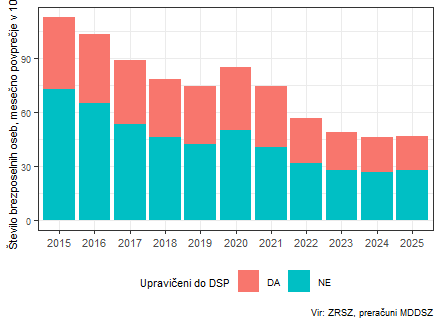 Število brezposelnih oseb, mesečno povprečje v 10
90
60
30
0
2015 2016 2017 2018 2019 2020 2021 2022 2023 2024 2025
Upravičeni do DSP DA NE
Vir: ZRSZ, preračuni MDDSZ